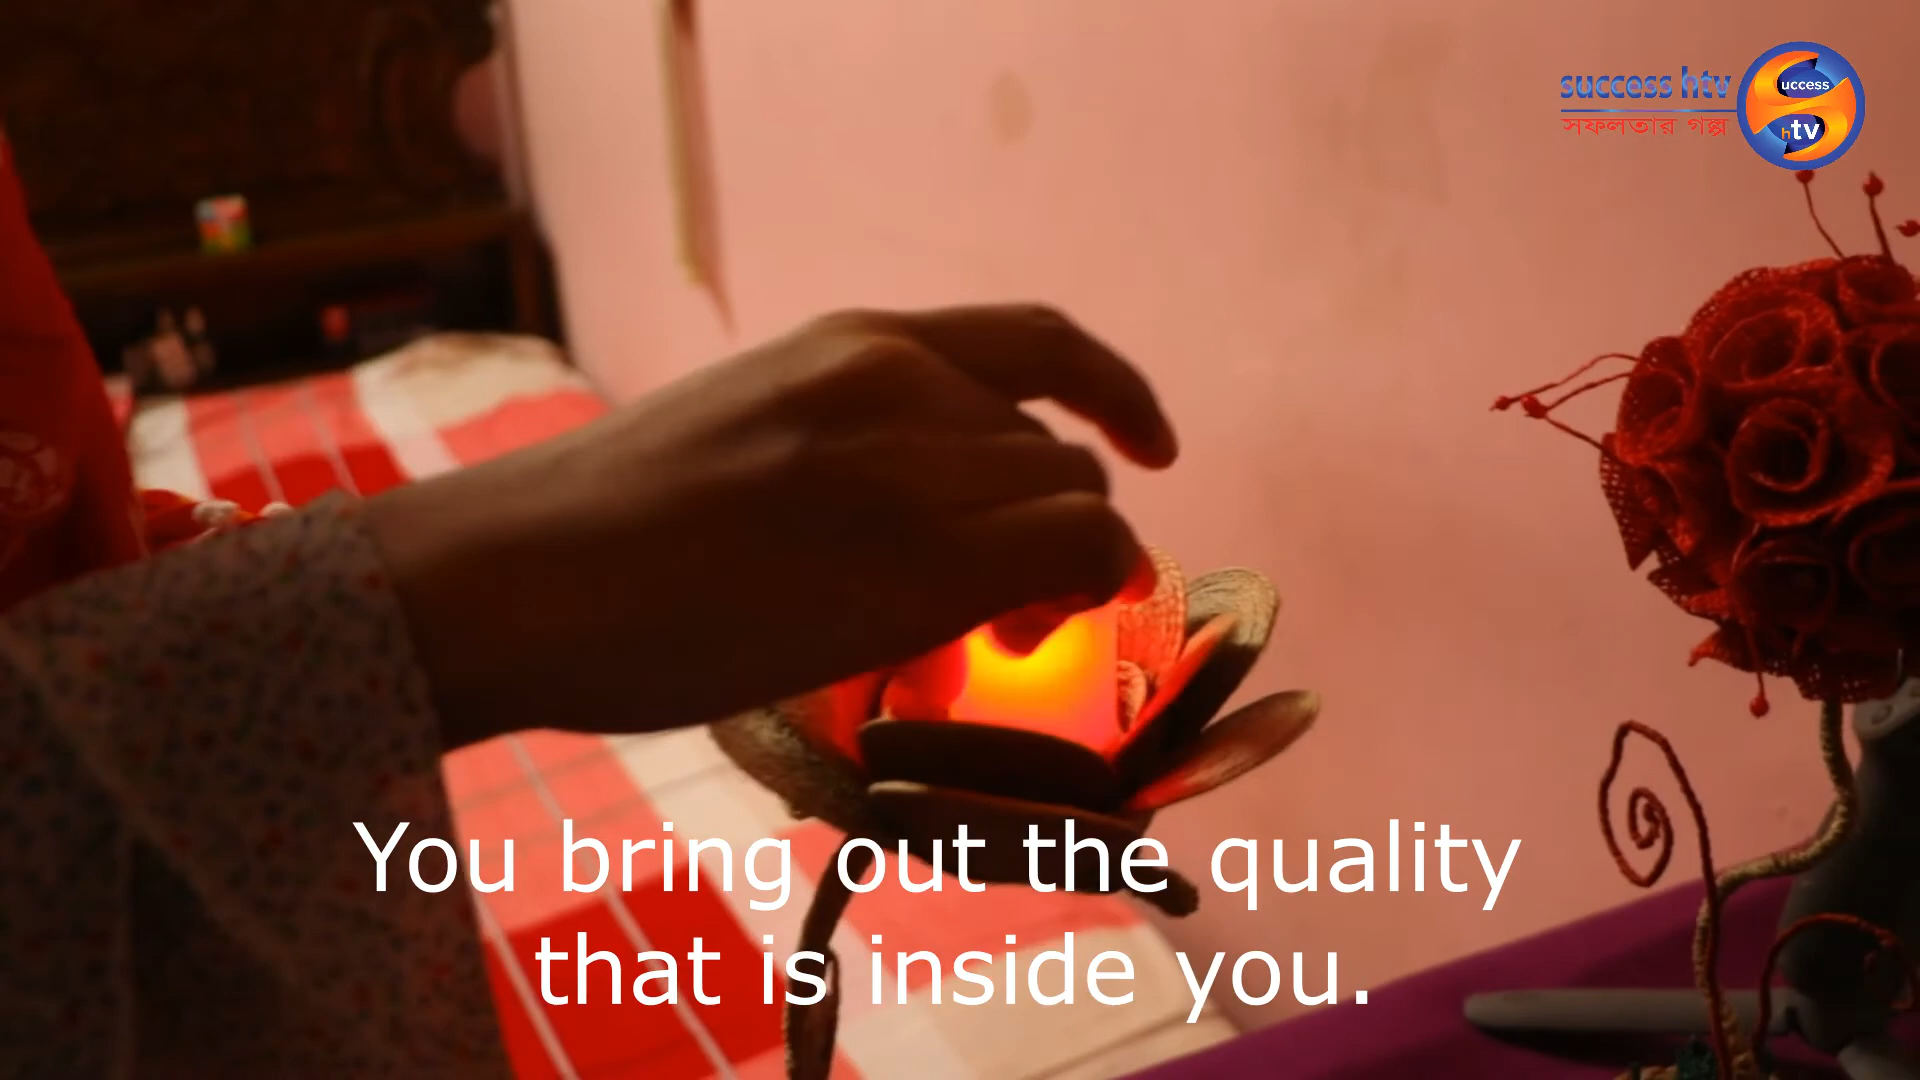 success htv
সফলতার গল্প
uccess
htv
You bring out the quality
that is inside you.